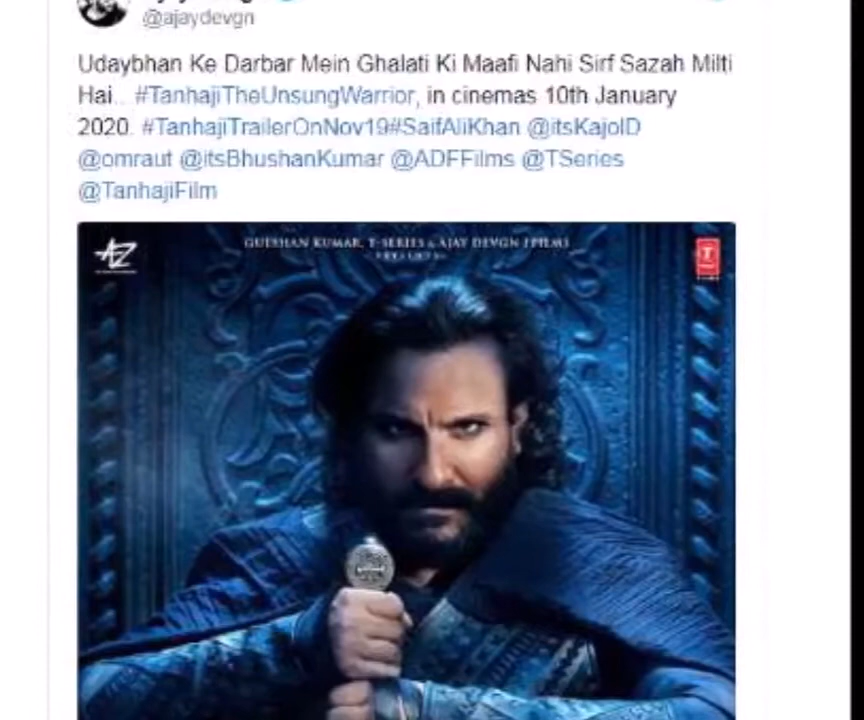 @ajaydevgn
Udaybhan Ke Darbar Mein Ghalati Ki Maafi Nahi Sirf Sazah Milti
Hai.. #TanhajiTheUnsungWarrior, in cinemas 10th January
2020. #TanhajiTrailerOnNov19#SaifAliKhan @itsKajolD
@omraut @itsBhushanKumar @ADFFilms @TSeries
@TanhajiFilm
GULSHAN KUMAR, T-SERIES & AJAY DEVGN FFILMS
T